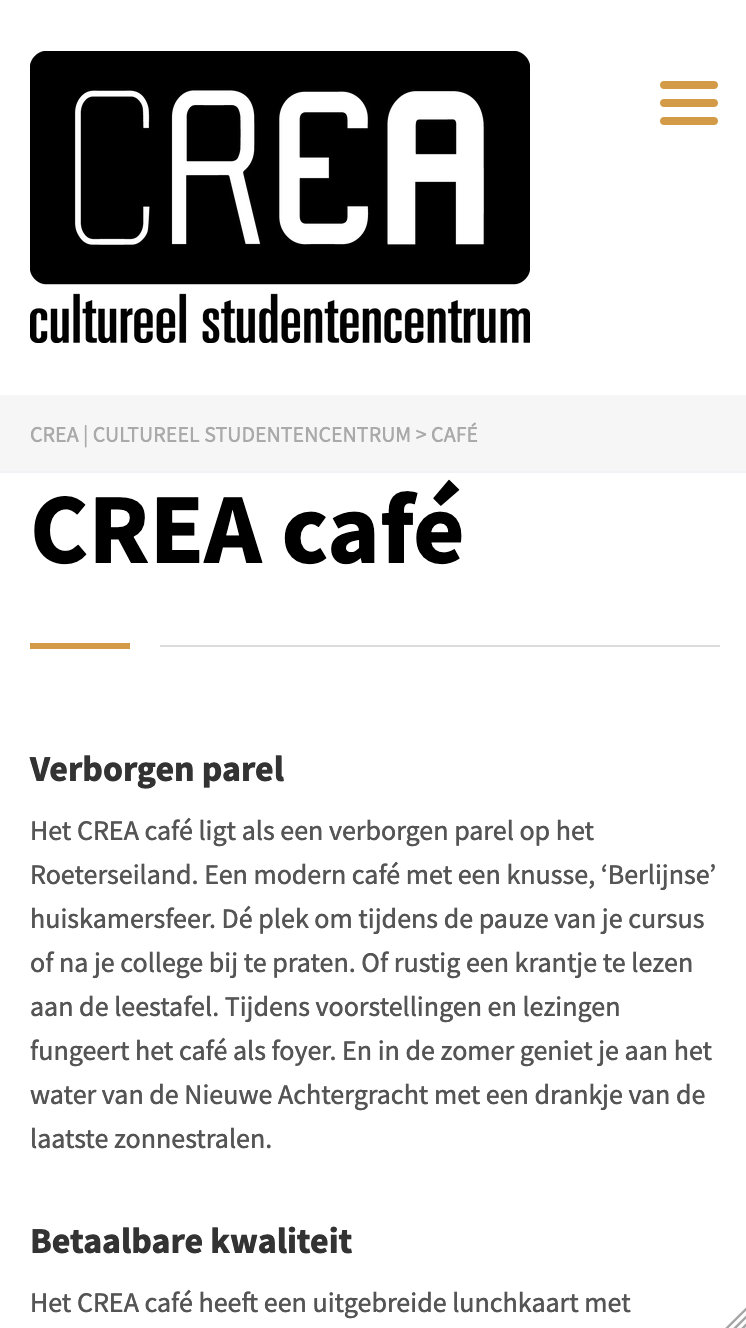 CREA
cultureel studentencentrum
CREA | CULTUREEL STUDENTENCENTRUM > CAFÉ
CREA café
Verborgen parel
Het CREA café ligt als een verborgen parel op het
Roeterseiland. Een modern café met een knusse, ‘Berlijnse’
huiskamersfeer. Dé plek om tijdens de pauze van je cursus
of na je college bij te praten. Of rustig een krantje te lezen
aan de leestafel. Tijdens voorstellingen en lezingen
fungeert het café als foyer. En in de zomer geniet je aan het
water van de Nieuwe Achtergracht met een drankje van de
laatste zonnestralen.
Betaalbare kwaliteit
Het CREA café heeft een uitgebreide lunchkaart met